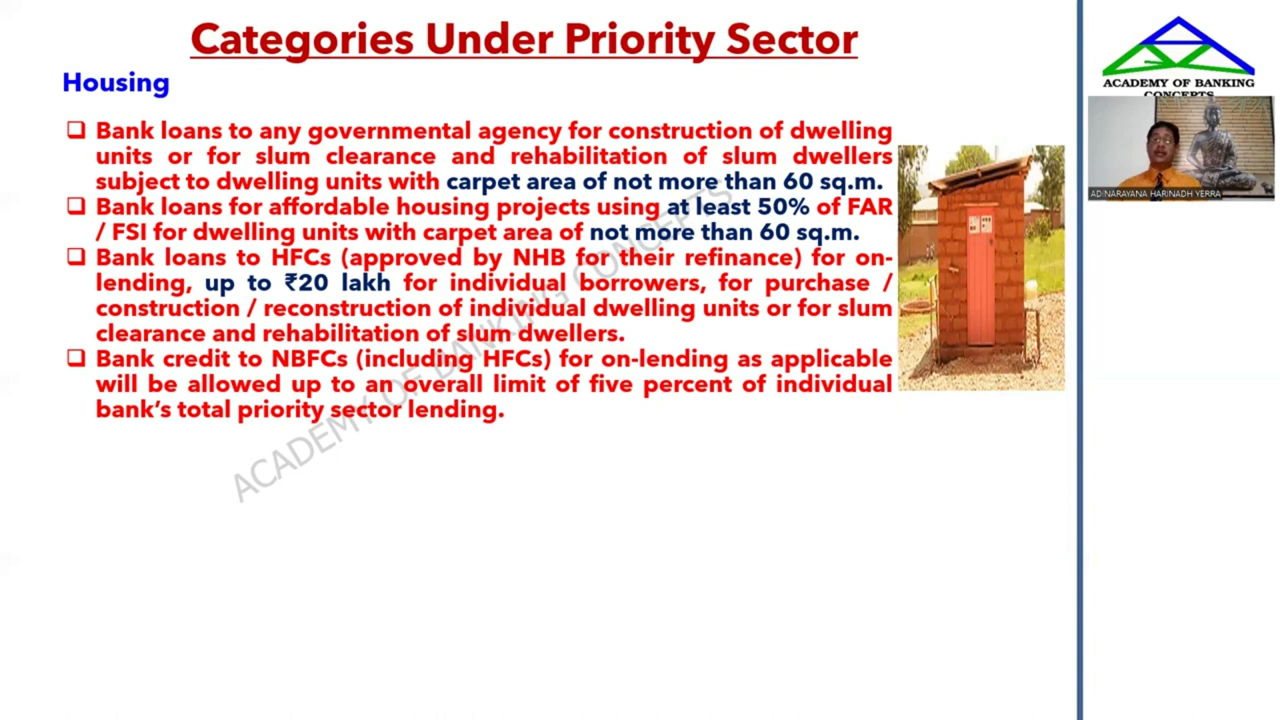 Categories Under Priority Sector
Housing
❑ Bank loans to any governmental agency for construction of dwelling
units or for slum clearance and rehabilitation of slum dwellers
subject to dwelling units with carpet area of not more than 60 sq.m.
❑ Bank loans for affordable housing projects using at least 50% of FAR
/ FSI for dwelling units with carpet area of not more than 60 sq.m.
❑ Bank loans to HFCs (approved by NHB for their refinance) for on-
lending, up to ₹20 lakh for individual borrowers, for purchase /
construction / reconstruction of individual dwelling units or for slum
clearance and rehabilitation of slum dwellers.
❑ Bank credit to NBFCs (including HFCs) for on-lending as applicable
will be allowed up to an overall limit of five percent of individual
bank’s total priority sector lending.
ACADEMY OF BANKING CONCEPTS
ACADEMY OF BANKING
CONCEPTS
ADINARAYANA HARINADH YERRA